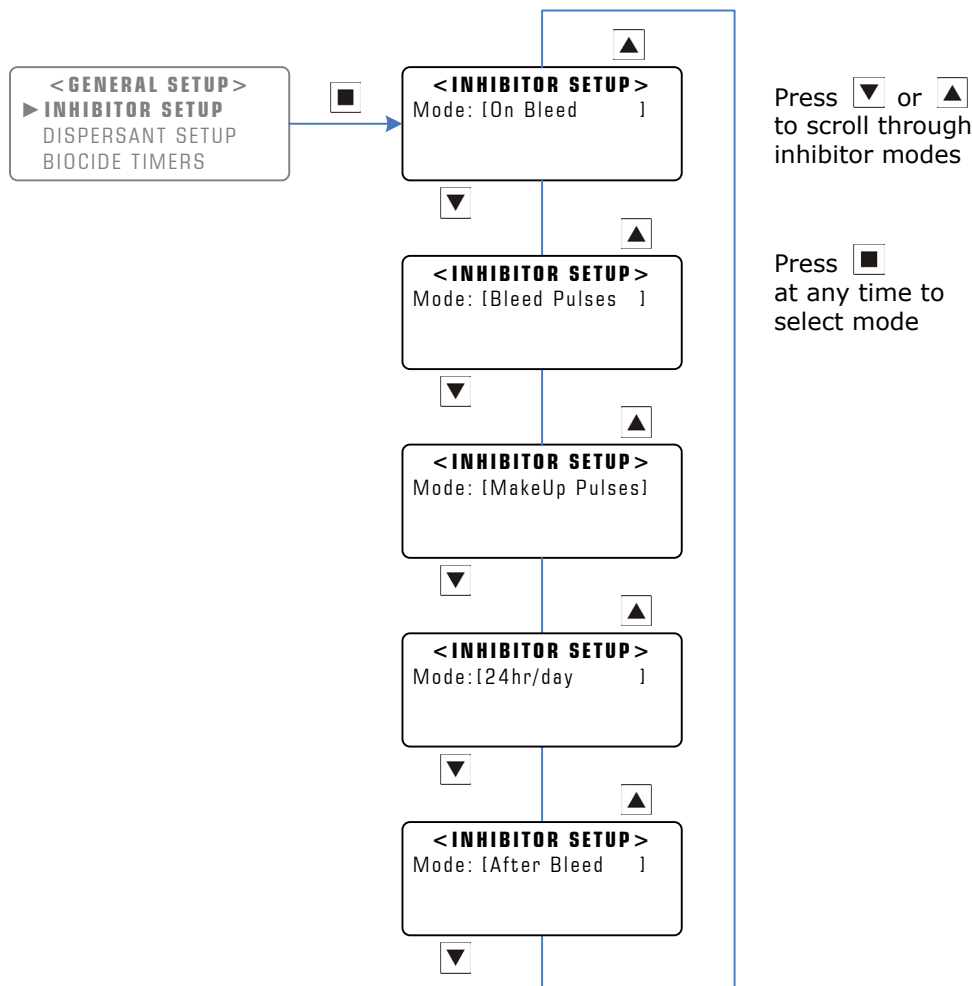 <GENERAL SETUP>
▶INHIBITOR SETUP
DISPERSANT SETUP
BIOCIDE TIMERS
<INHIBITOR SETUP>
Mode: [On Bleed ]
<INHIBITOR SETUP>
Mode: [Bleed Pulses ]
<INHIBITOR SETUP>
Mode: [MakeUp Pulses]
<INHIBITOR SETUP>
Mode:[24hr/day ]
<INHIBITOR SETUP>
Mode: [After Bleed ]
Press ▼ or ▲
to scroll through
inhibitor modes
Press ■
at any time to
select mode